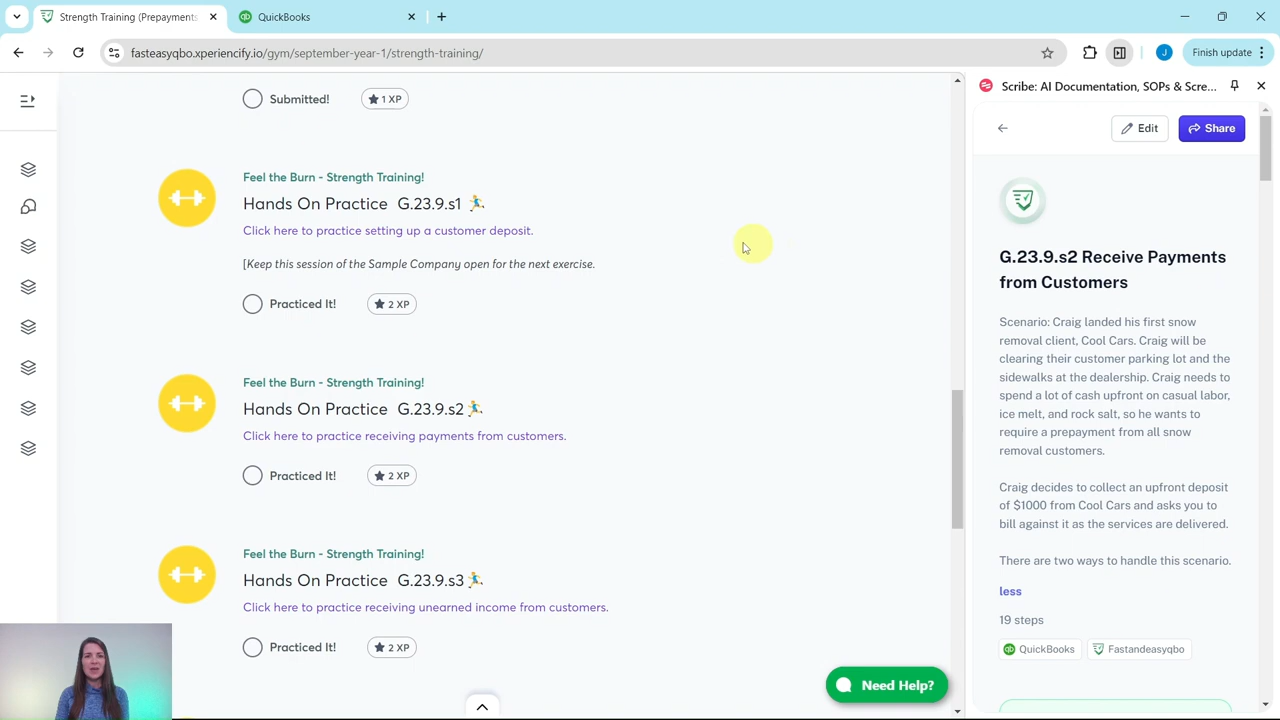 Strength Training (Prepayments
QuickBooks
fasteasyqbo.xperiencify.io/gym/september-year-1/strength-training/
J
Finish update
Submitted!
1 XP
Feel the Burn - Strength Training!
Hands On Practice G.23.9.s1 🏃
Click here to practice setting up a customer deposit.
[Keep this session of the Sample Company open for the next exercise.
Practiced It!
2 XP
Feel the Burn - Strength Training!
Hands On Practice G.23.9.s2 🏃
Click here to practice receiving payments from customers.
Practiced It!
2 XP
Feel the Burn - Strength Training!
Hands On Practice G.23.9.s3 🏃
Click here to practice receiving unearned income from customers.
Practiced It!
2 XP
Need Help?
Scribe: AI Documentation, SOPs & Scre...
Edit
Share
G.23.9.s2 Receive Payments
from Customers
Scenario: Craig landed his first snow
removal client, Cool Cars. Craig will be
clearing their customer parking lot and the
sidewalks at the dealership. Craig needs to
spend a lot of cash upfront on casual labor,
ice melt, and rock salt, so he wants to
require a prepayment from all snow
removal customers.
Craig decides to collect an upfront deposit
of $1000 from Cool Cars and asks you to
bill against it as the services are delivered.
There are two ways to handle this scenario.
less
19 steps
qb QuickBooks
Fastandeasyqbo